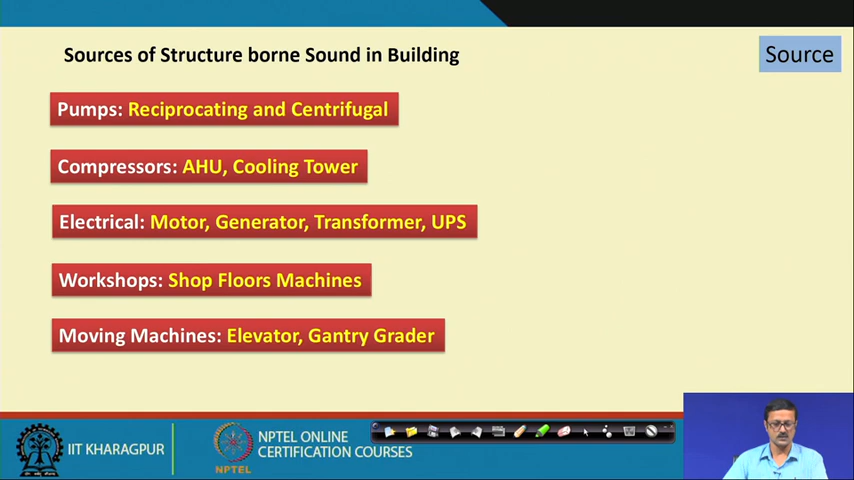 Sources of Structure borne Sound in Building
Source
Pumps: Reciprocating and Centrifugal
Compressors: AHU, Cooling Tower
Electrical: Motor, Generator, Transformer, UPS
Workshops: Shop Floors Machines
Moving Machines: Elevator, Gantry Grader
IIT KHARAGPUR
NPTEL
NPTEL ONLINE
CERTIFICATION COURSES